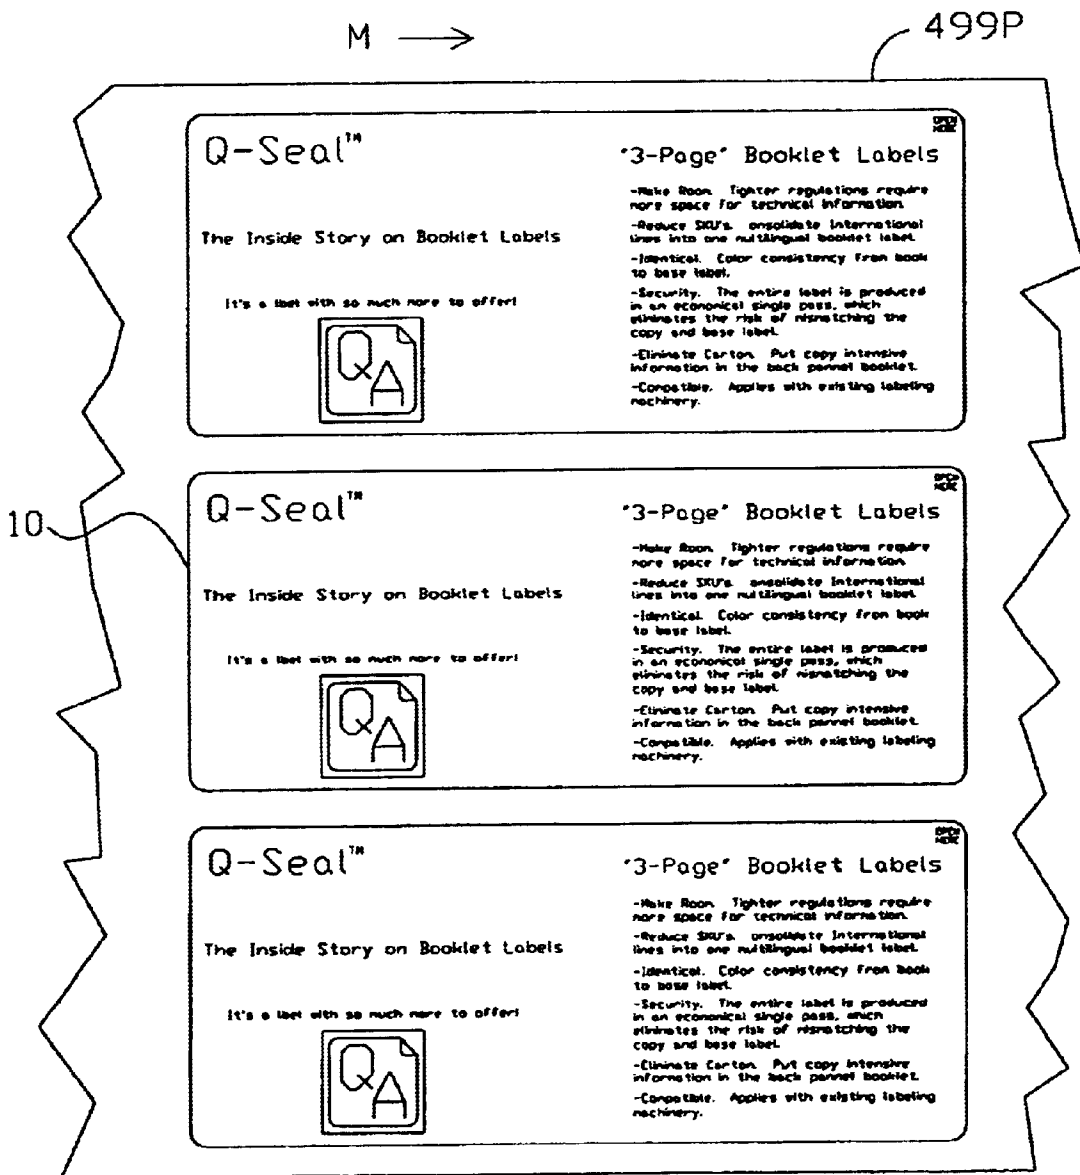 M
499P
Q-Seal™
The Inside Story on Booklet Labels
It's a lbel with so much more to offer!
QA
OPEN
HERE
"3-Page" Booklet Labels
-Make Room. Tighter regulations require
more space for technical information.
-Reduce SKU's. onsolidate International
lines into one multilingual booklet label.
-Identical. Color consistency from book
to base label.
-Security. The entire label is produced
in an economical single pass, which
eliminates the risk of mismatching the
copy and base label.
-Eliminate Carton. Put copy intensive
information in the back pannel booklet.
-Compatible. Applies with existing labeling
machinery.
10
Q-Seal™
The Inside Story on Booklet Labels
It's a lbel with so much more to offer!
QA
OPEN
HERE
"3-Page" Booklet Labels
-Make Room. Tighter regulations require
more space for technical information.
-Reduce SKU's. onsolidate International
lines into one multilingual booklet label.
-Identical. Color consistency from book
to base label.
-Security. The entire label is produced
in an economical single pass, which
eliminates the risk of mismatching the
copy and base label.
-Eliminate Carton. Put copy intensive
information in the back pannel booklet.
-Compatible. Applies with existing labeling
machinery.
Q-Seal™
The Inside Story on Booklet Labels
It's a lbel with so much more to offer!
QA
OPEN
HERE
"3-Page" Booklet Labels
-Make Room. Tighter regulations require
more space for technical information.
-Reduce SKU's. onsolidate International
lines into one multilingual booklet label.
-Identical. Color consistency from book
to base label.
-Security. The entire label is produced
in an economical single pass, which
eliminates the risk of mismatching the
copy and base label.
-Eliminate Carton. Put copy intensive
information in the back pannel booklet.
-Compatible. Applies with existing labeling
machinery.